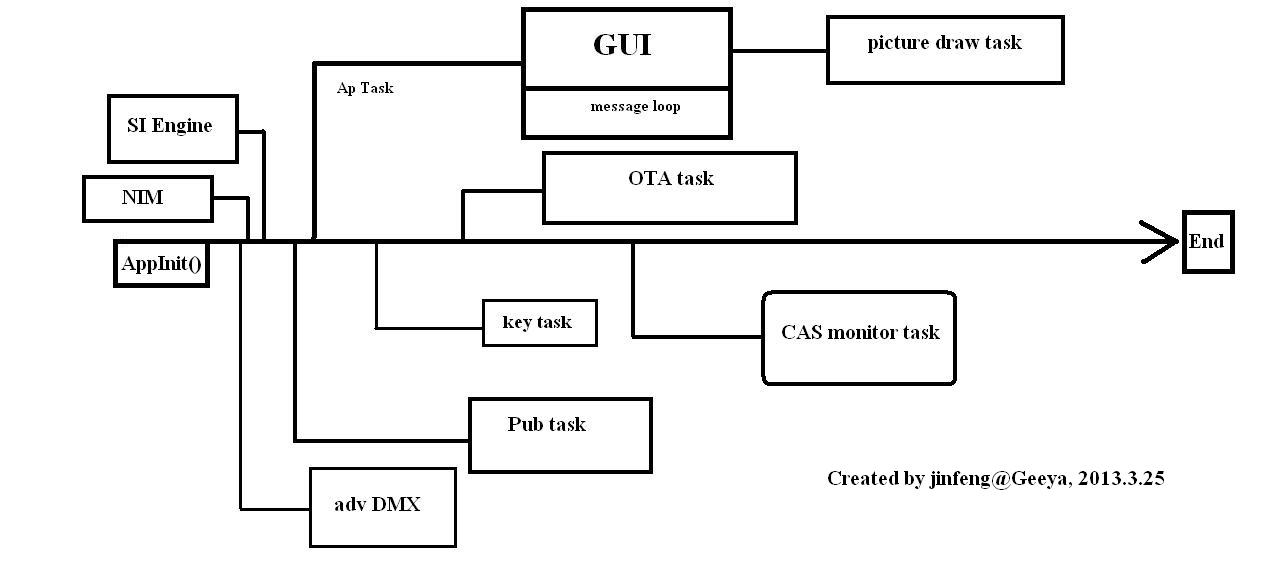 GUI
picture draw task
Ap Task
message loop
SI Engine
OTA task
NIM
AppInit()
End
key task
CAS monitor task
Pub task
Created by jinfeng@Geeya, 2013.3.25
adv DMX